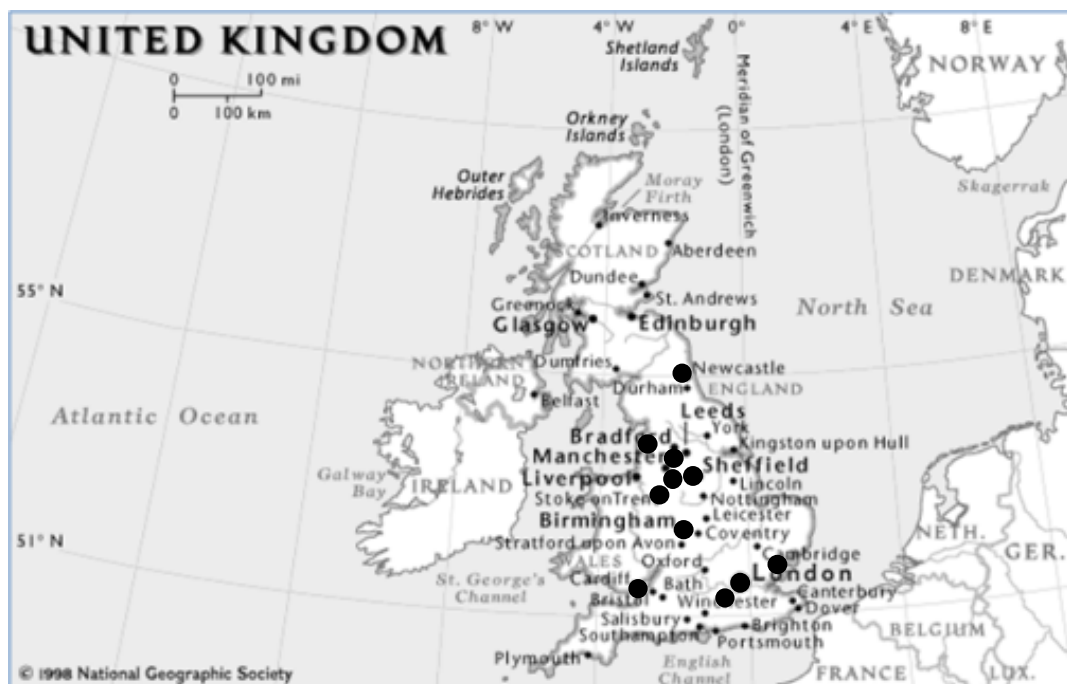 UNITED KINGDOM
8° W
4° W
0°
4° E
8° E
0 100 mi
0 100 km
Shetland
Islands
Meridian of Greenwich
(London)
NORWAY
Orkney
Islands
Outer
Hebrides
Moray
Firth
Skagerrak
Inverness
SCOTLAND
Aberdeen
DENMARK
Dundee
55° N
Greenock
St. Andrews
North Sea
Glasgow
Edinburgh
NORTHERN
IRELAND
Dumfries
Newcastle
Durham
ENGLAND
Belfast
Atlantic Ocean
Leeds
Bradford
York
Kingston upon Hull
Manchester
Sheffield
Galway
Bay
IRELAND
Liverpool
Lincoln
Stoke on Trent
Nottingham
Birmingham
Leicester
51° N
Stratford upon Avon
Coventry
NETH.
GER.
WALES
Oxford
Cambridge
St. George's
Channel
Cardiff
Bath
London
Bristol
Winchester
Canterbury
Dover
Salisbury
Brighton
BELGIUM
Southampton
Portsmouth
Plymouth
English
Channel
FRANCE
LUX.
© 1998 National Geographic Society